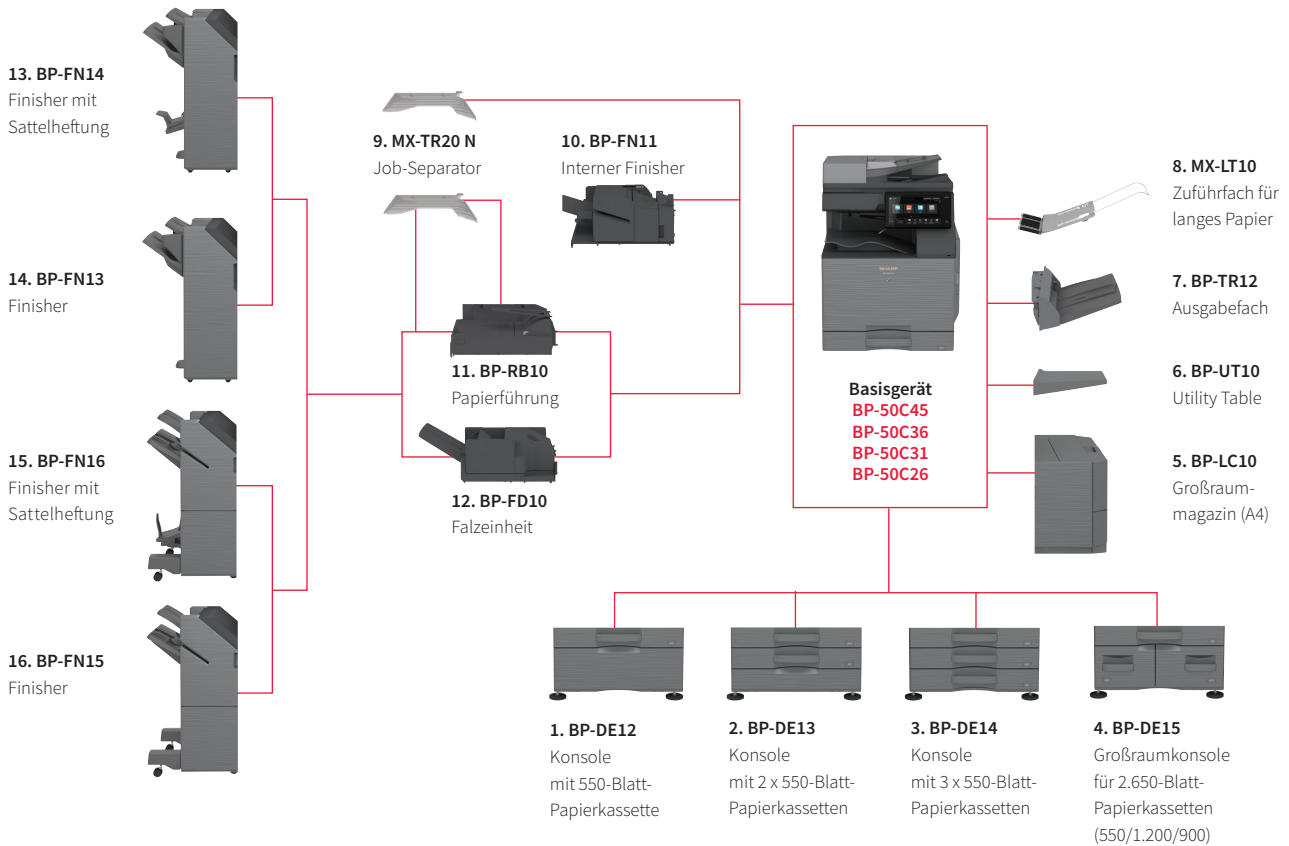 13. BP-FN14
Finisher mit
Sattelheftung
14. BP-FN13
Finisher
15. BP-FN16
Finisher mit
Sattelheftung
16. BP-FN15
Finisher
9. MX-TR20 N
Job-Separator
10. BP-FN11
Interner Finisher
11. BP-RB10
Papierführung
12. BP-FD10
Falzeinheit
SHARP
Basisgerät
BP-50C45
BP-50C36
BP-50C31
BP-50C26
8. MX-LT10
Zuführfach für
langes Papier
7. BP-TR12
Ausgabefach
6. BP-UT10
Utility Table
5. BP-LC10
Großraum-
magazin (A4)
1. BP-DE12
Konsole
mit 550-Blatt-
Papierkassette
2. BP-DE13
Konsole
mit 2 x 550-Blatt-
Papierkassetten
3. BP-DE14
Konsole
mit 3 x 550-Blatt-
Papierkassetten
4. BP-DE15
Großraumkonsole
für 2.650-Blatt-
Papierkassetten
(550/1.200/900)